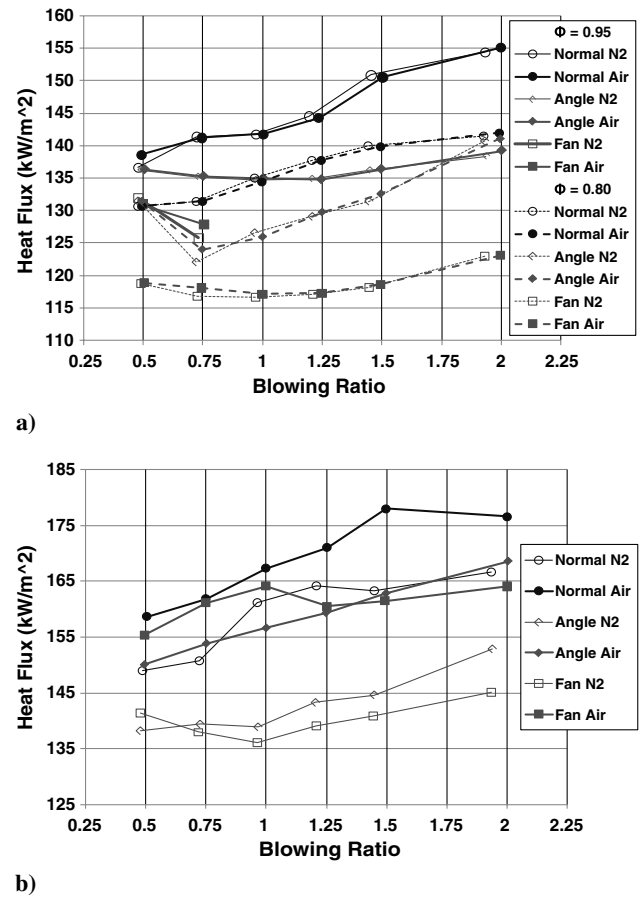 160
155
150
145
140
135
130
125
120
115
110
Heat Flux (kW/m^2)
0.25 0.5 0.75 1 1.25 1.5 1.75 2 2.25
Blowing Ratio
Φ = 0.95
Normal N2
Normal Air
Angle N2
Angle Air
Fan N2
Fan Air
Φ = 0.80
Normal N2
Normal Air
Angle N2
Angle Air
Fan N2
Fan Air
a)
185
175
165
155
145
135
125
Heat Flux (kW/m^2)
0.25 0.5 0.75 1 1.25 1.5 1.75 2 2.25
Blowing Ratio
Normal N2
Normal Air
Angle N2
Angle Air
Fan N2
Fan Air
b)